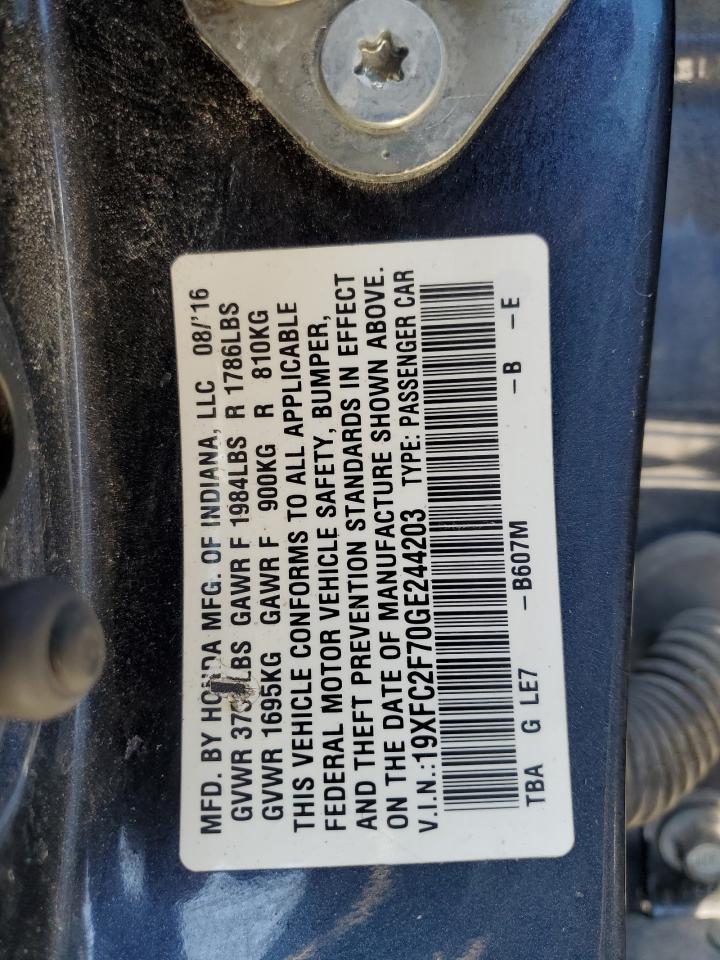 MFD. BY HONDA MFG. OF INDIANA, LLC 08/'16
GVWR LBS GAWR F 1984LBS R 1786LBS
GVWR 1695KG GAWR F 900KG R 810KG
THIS VEHICLE CONFORMS TO ALL APPLICABLE
FEDERAL MOTOR VEHICLE SAFETY, BUMPER,
AND THEFT PREVENTION STANDARDS IN EFFECT
ON THE DATE OF MANUFACTURE SHOWN ABOVE.
V.I.N.:19XFC2F70GE244203 TYPE: PASSENGER CAR
TBA G LE7 -B607M -B -E